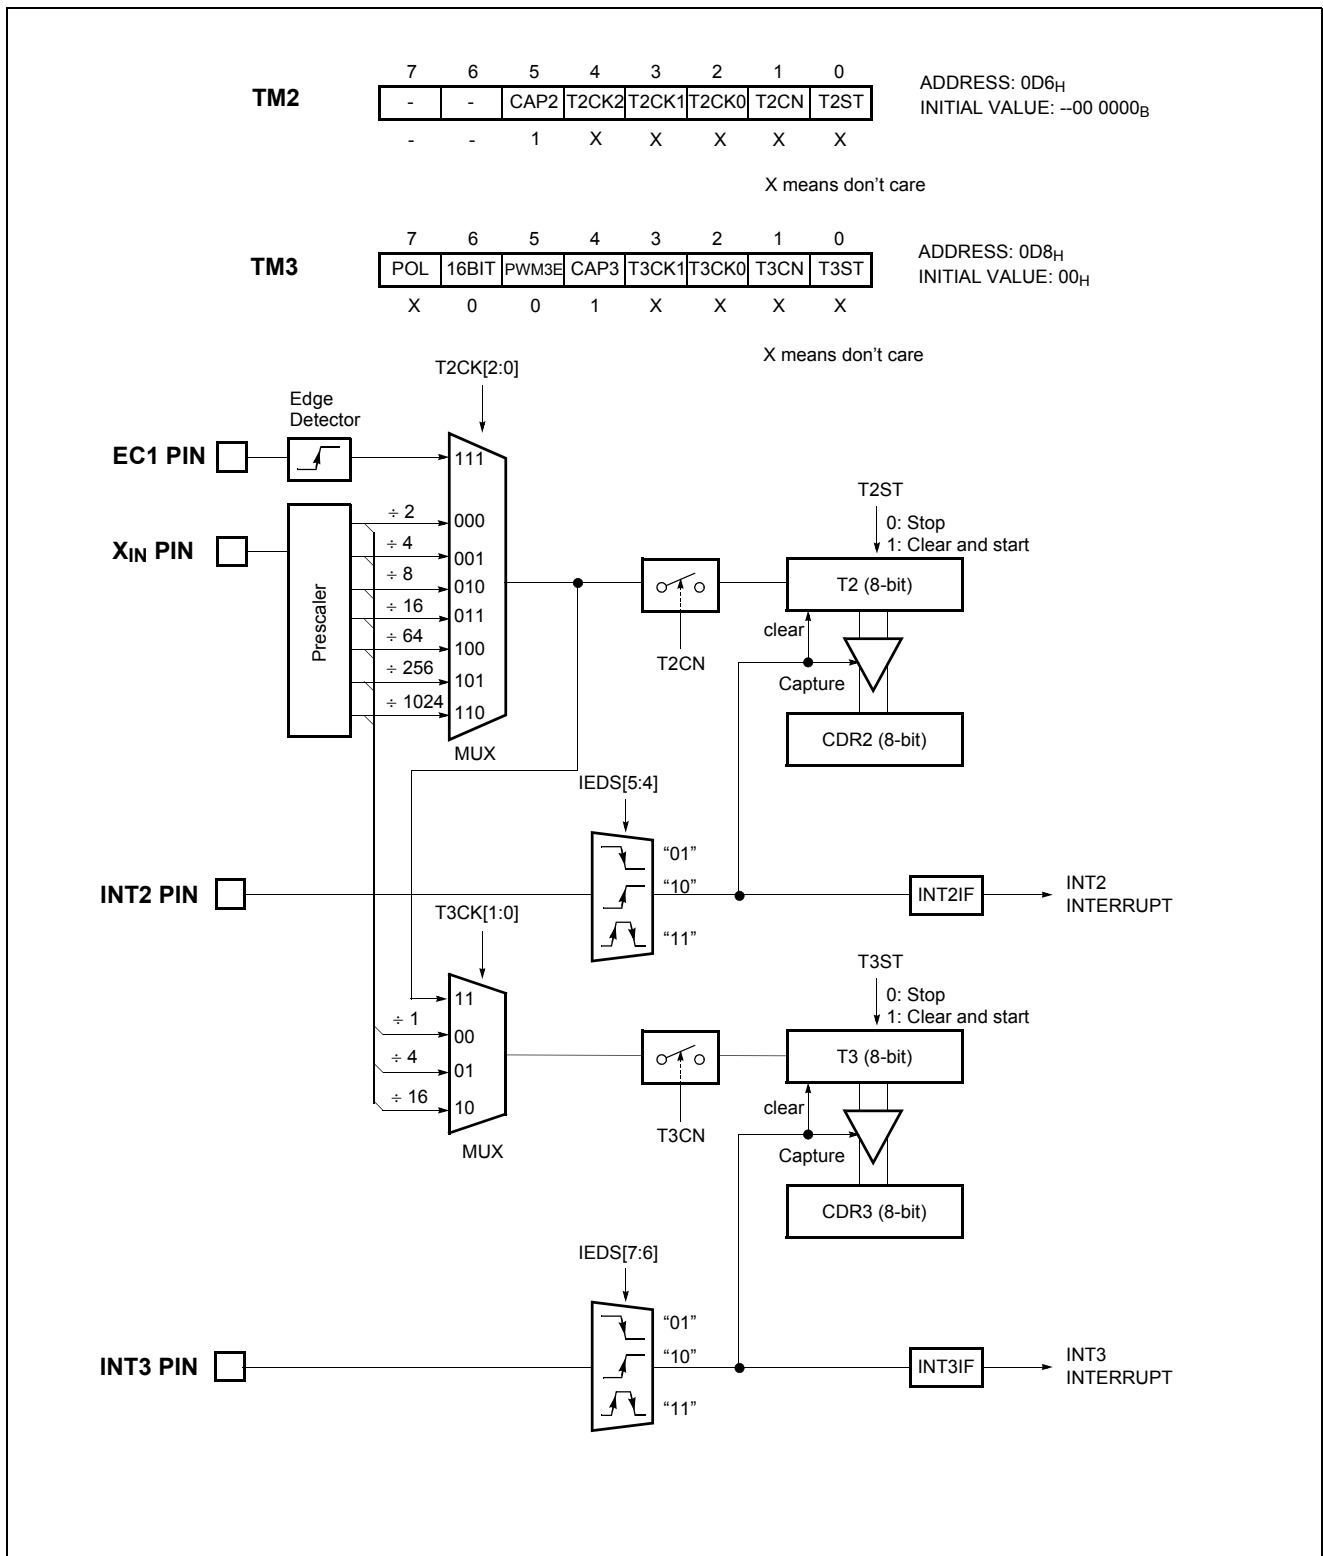 7 6 5 4 3 2 1 0
TM2
- - CAP2 T2CK2 T2CK1 T2CK0 T2CN T2ST
- - 1 X X X X X
ADDRESS: 0D6H
INITIAL VALUE: --00 0000B
X means don’t care
7 6 5 4 3 2 1 0
TM3
POL 16BIT PWM3E CAP3 T3CK1 T3CK0 T3CN T3ST
X 0 0 1 X X X X
ADDRESS: 0D8H
INITIAL VALUE: 00H
X means don’t care
T2CK[2:0]
Edge
Detector
EC1 PIN
111
XIN PIN
Prescaler
÷ 2
000
÷ 4
001
÷ 8
010
÷ 16
011
÷ 64
100
÷ 256
101
÷ 1024
110
MUX
T2CN
T2ST
0: Stop
1: Clear and start
T2 (8-bit)
clear
Capture
CDR2 (8-bit)
IEDS[5:4]
INT2 PIN
“01”
“10”
“11”
INT2IF
INT2
INTERRUPT
T3CK[1:0]
11
÷ 1
00
÷ 4
01
÷ 16
10
MUX
T3CN
T3ST
0: Stop
1: Clear and start
T3 (8-bit)
clear
Capture
CDR3 (8-bit)
IEDS[7:6]
INT3 PIN
“01”
“10”
“11”
INT3IF
INT3
INTERRUPT